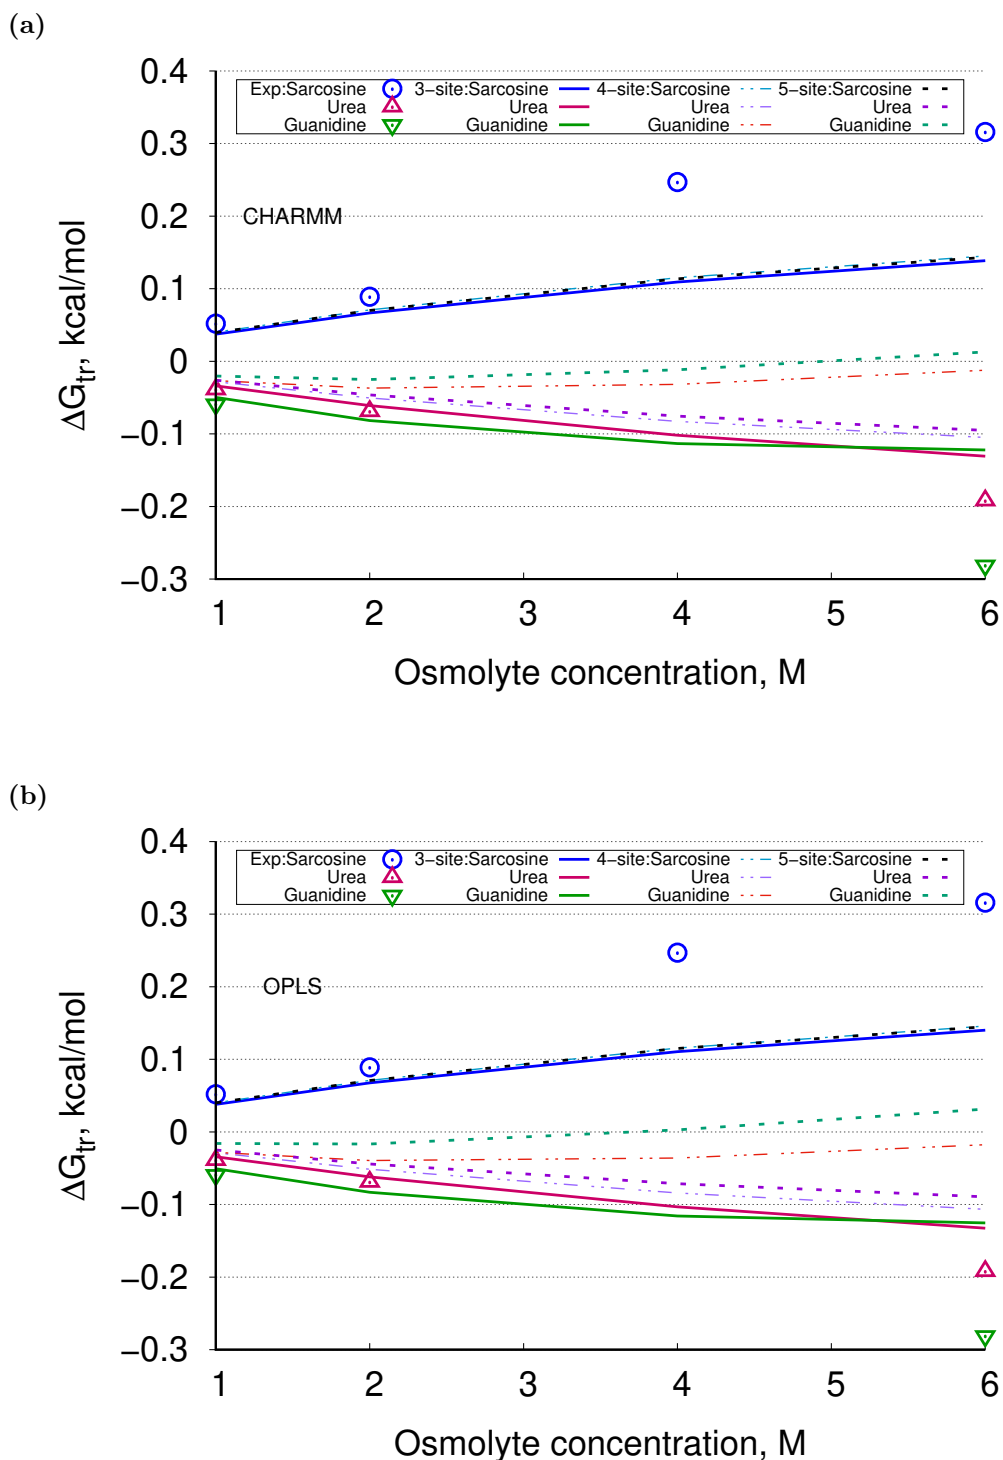 (a)
0.4
Exp:Sarcosine 3−site:Sarcosine 4−site:Sarcosine 5−site:Sarcosine
Urea Urea Urea Urea
Guanidine Guanidine Guanidine Guanidine
0.3
0.2
CHARMM
0.1
0
−0.1
−0.2
−0.3
ΔG_tr, kcal/mol
1 2 3 4 5 6
Osmolyte concentration, M
(b)
0.4
Exp:Sarcosine 3−site:Sarcosine 4−site:Sarcosine 5−site:Sarcosine
Urea Urea Urea Urea
Guanidine Guanidine Guanidine Guanidine
0.3
0.2
OPLS
0.1
0
−0.1
−0.2
−0.3
ΔG_tr, kcal/mol
1 2 3 4 5 6
Osmolyte concentration, M